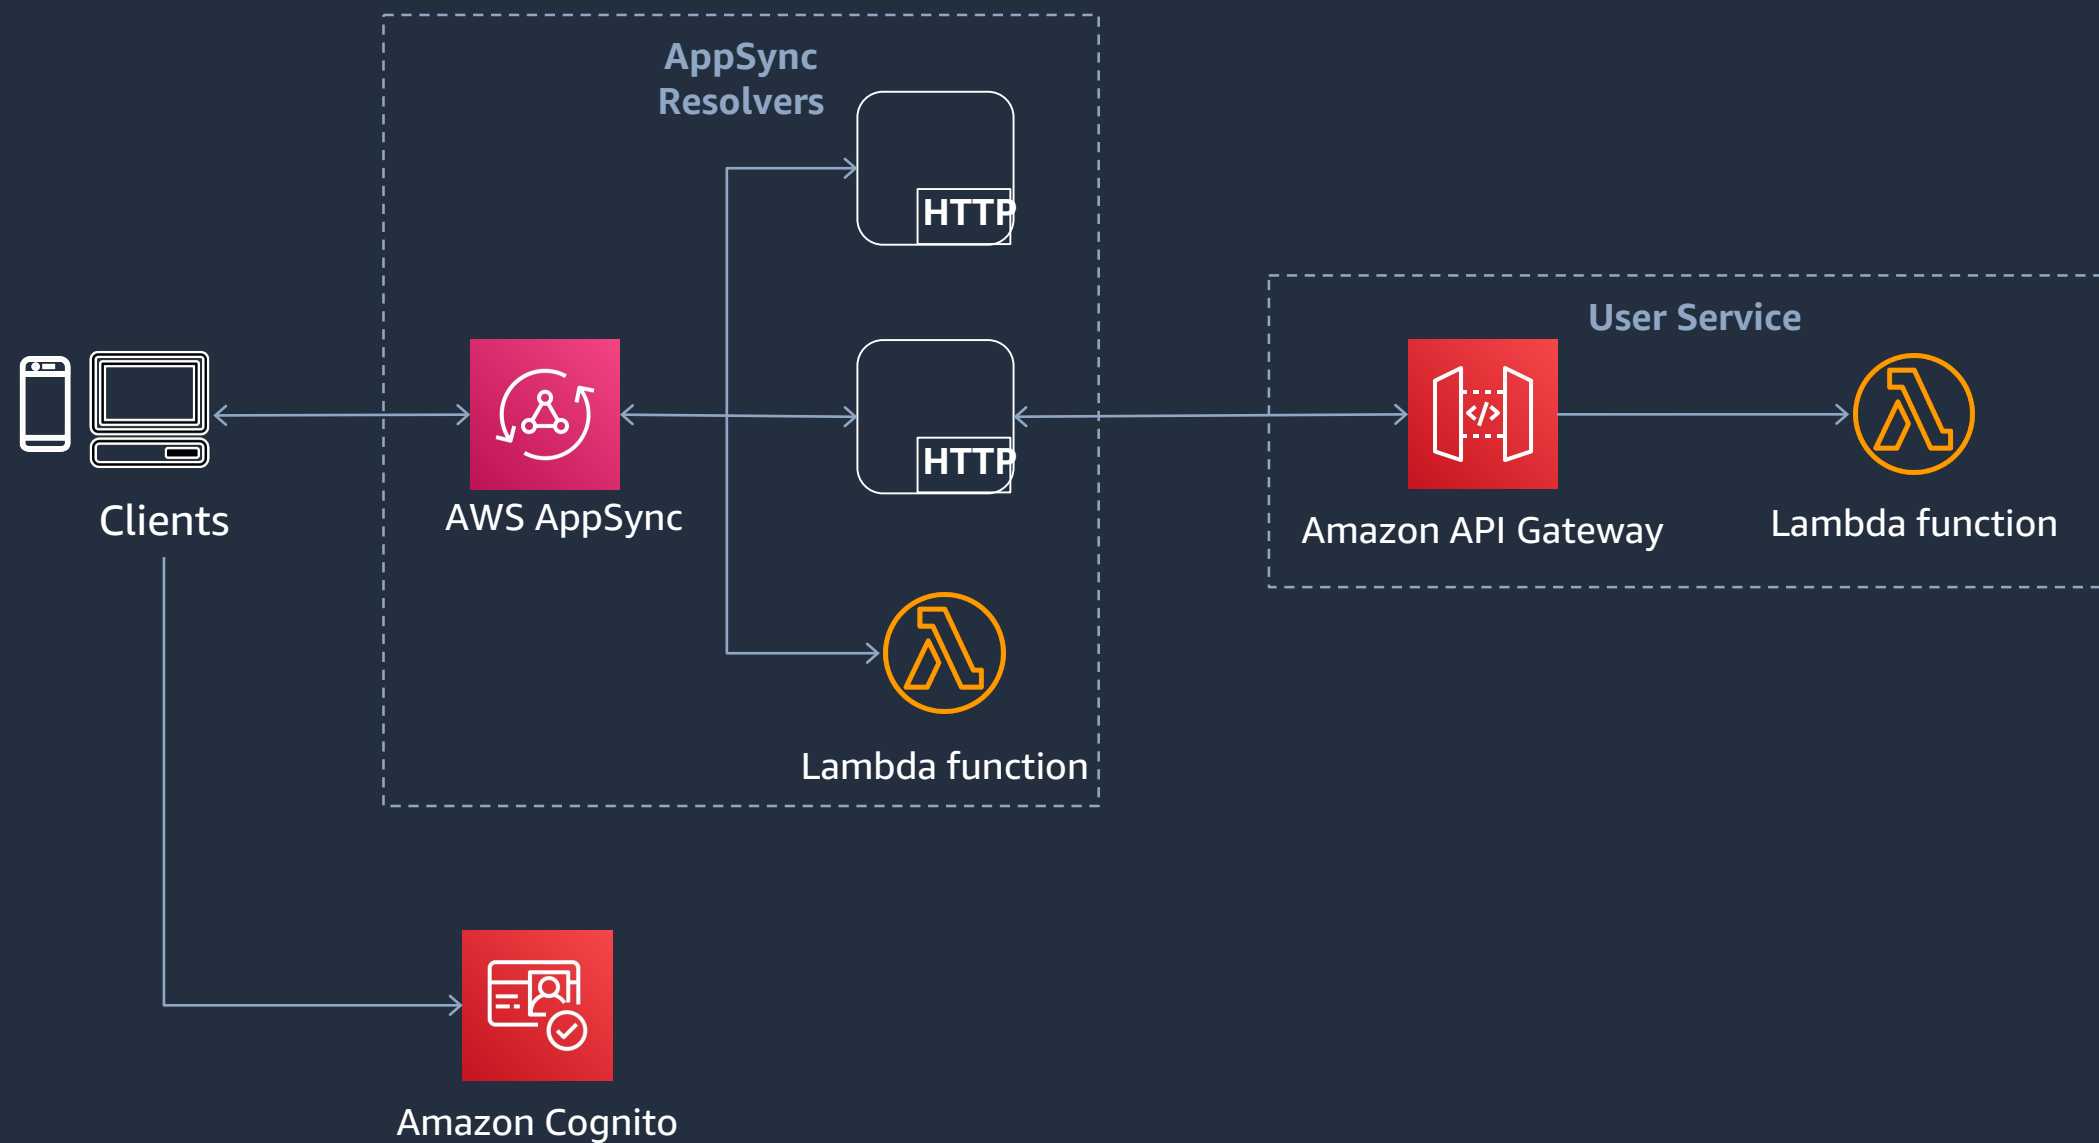 AppSync
Resolvers
HTTP
User Service
HTTP
Clients
AWS AppSync
Amazon API Gateway
Lambda function
Lambda function
Amazon Cognito